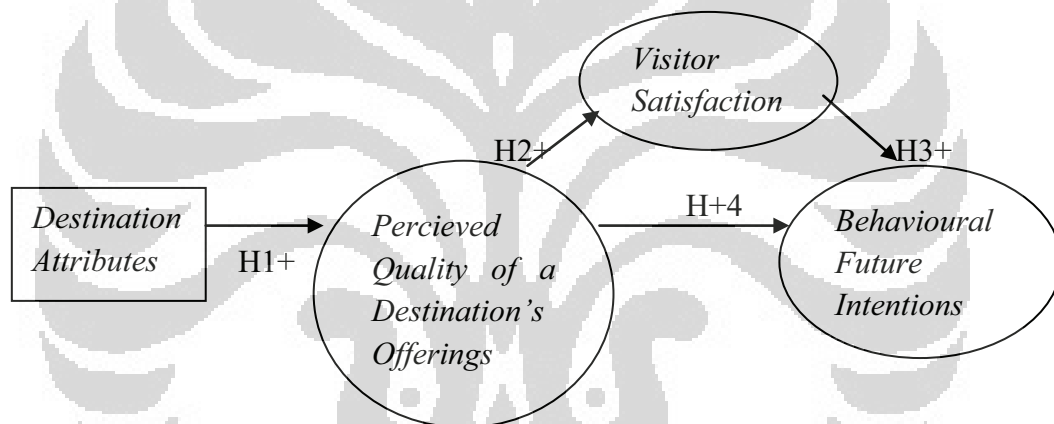 Visitor
Satisfaction
H2+
H3+
Destination
Attributes
H1+
Percieved
Quality of a
Destination’s
Offerings
H+4
Behavioural
Future
Intentions